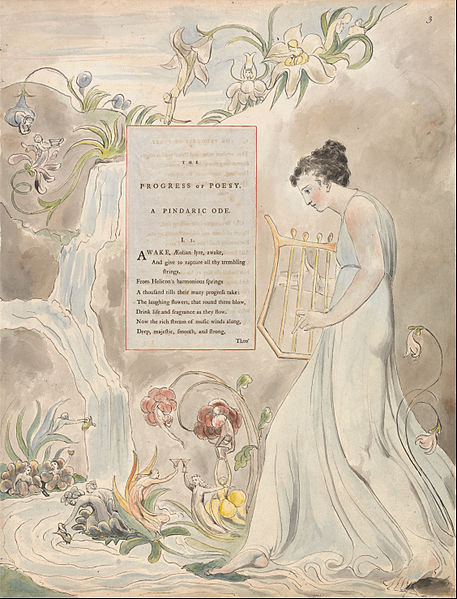 3
THE
PROGRESS OF POESY.
A PINDARIC ODE.
I. 1.
AWAKE, Æolian lyre, awake,
And give to rapture all thy trembling
strings,
From Helicon's harmonious springs
A thousand rills their mazy progress take:
The laughing flowers, that round them blow,
Drink life and fragrance as they flow.
Now the rich stream of music winds along,
Deep, majestic, smooth, and strong,
Thro'